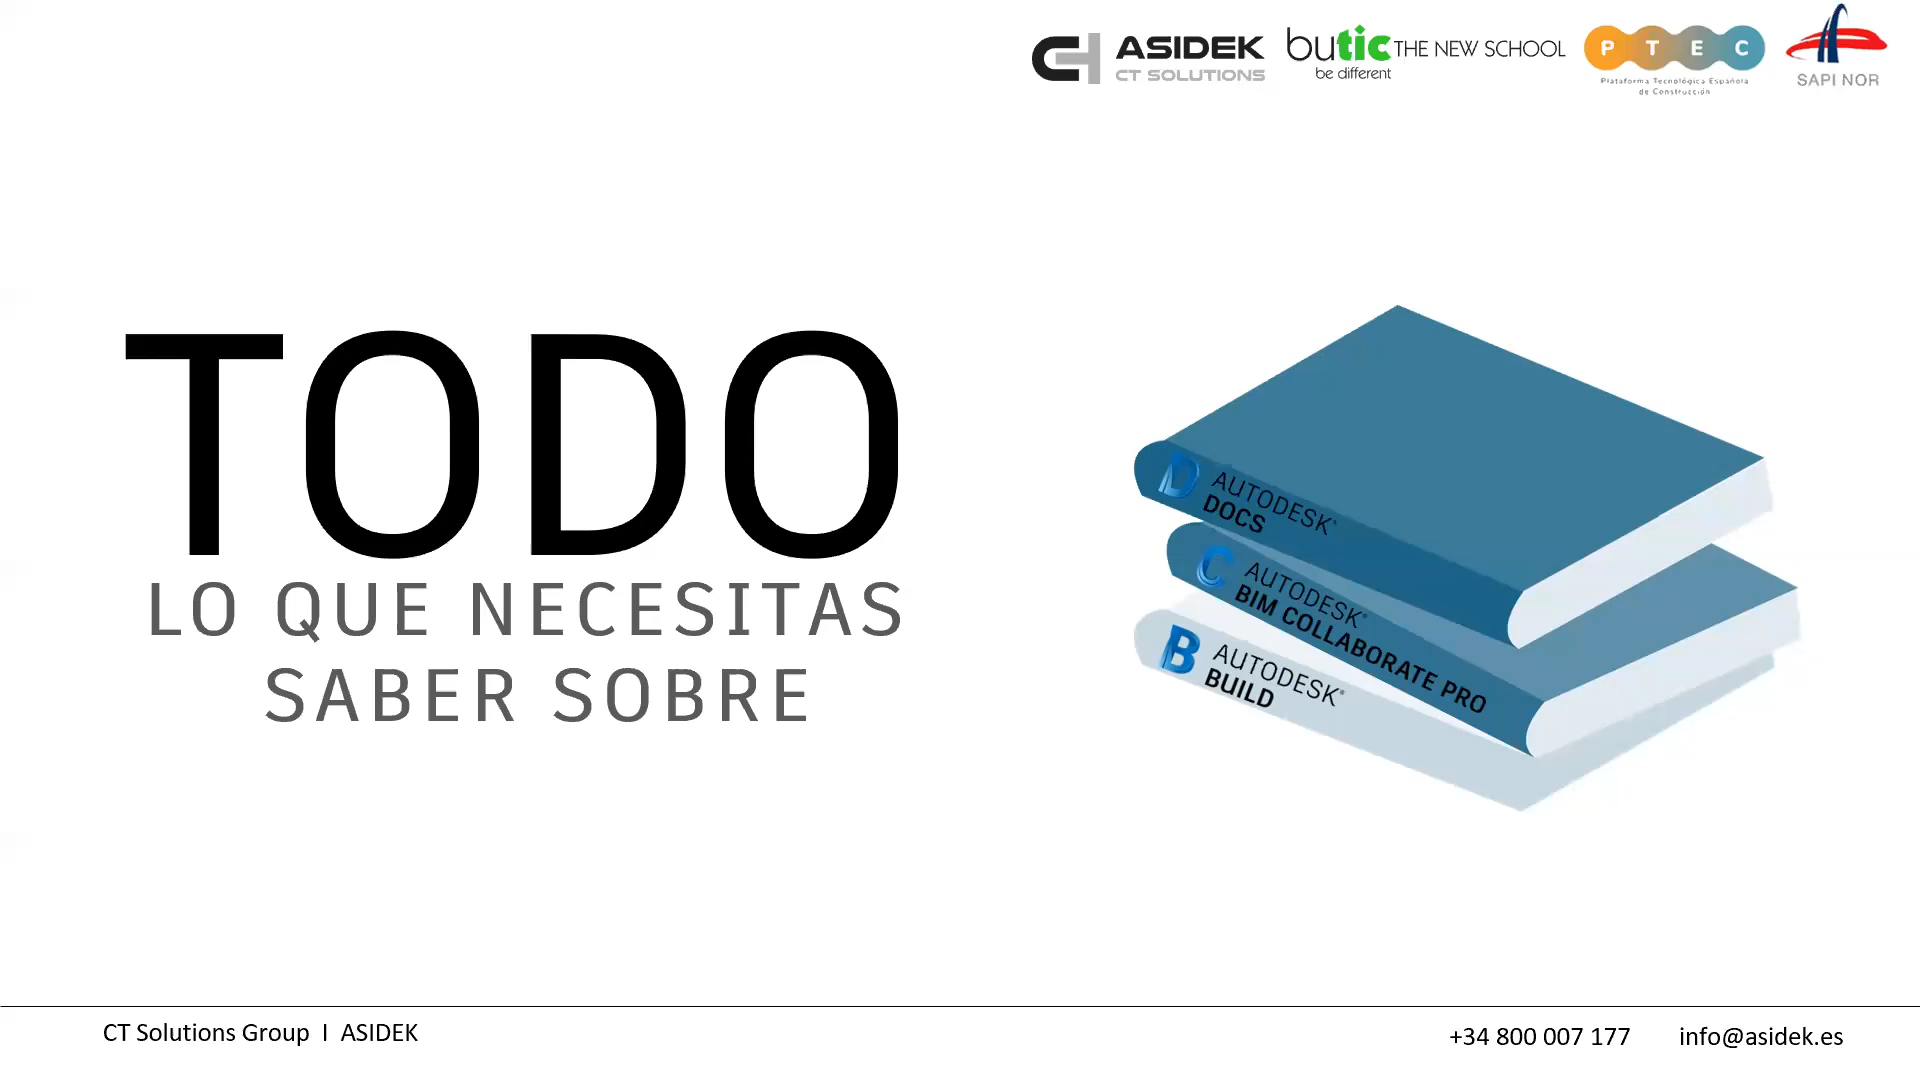 ASIDEK
CT SOLUTIONS
butic THE NEW SCHOOL
be different
P T E C
Plataforma Tecnológica Española
de Construcción
SAPI NOR
TODO
LO QUE NECESITAS
SABER SOBRE
D AUTODESK®
DOCS
C AUTODESK®
BIM COLLABORATE PRO
B AUTODESK®
BUILD
CT Solutions Group I ASIDEK
+34 800 007 177 info@asidek.es